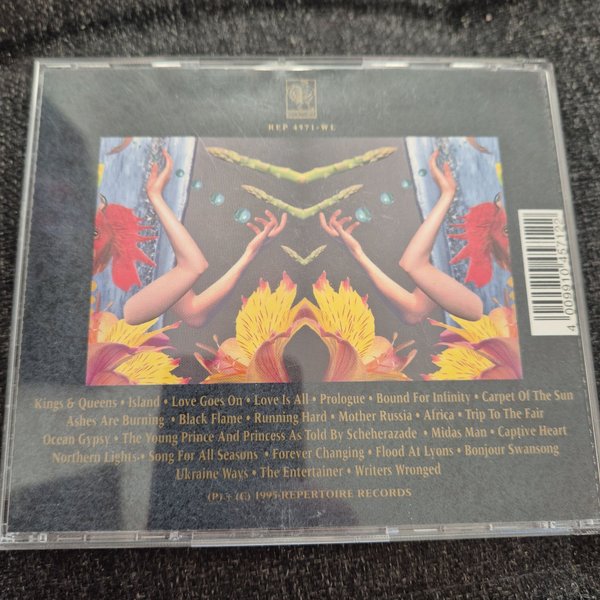 REP 4571-WL
Kings & Queens • Island • Love Goes On • Love Is All • Prologue • Bound For Infinity • Carpet Of The Sun
Ashes Are Burning • Black Flame • Running Hard • Mother Russia • Africa • Trip To The Fair
Ocean Gypsy • The Young Prince And Princess As Told By Scheherazade • Midas Man • Captive Heart
Northern Lights • Song For All Seasons • Forever Changing • Flood At Lyons • Bonjour Swansong
Ukraine Ways • The Entertainer • Writers Wronged
(P) + (C) 1995 REPERTOIRE RECORDS
4 009910 457122